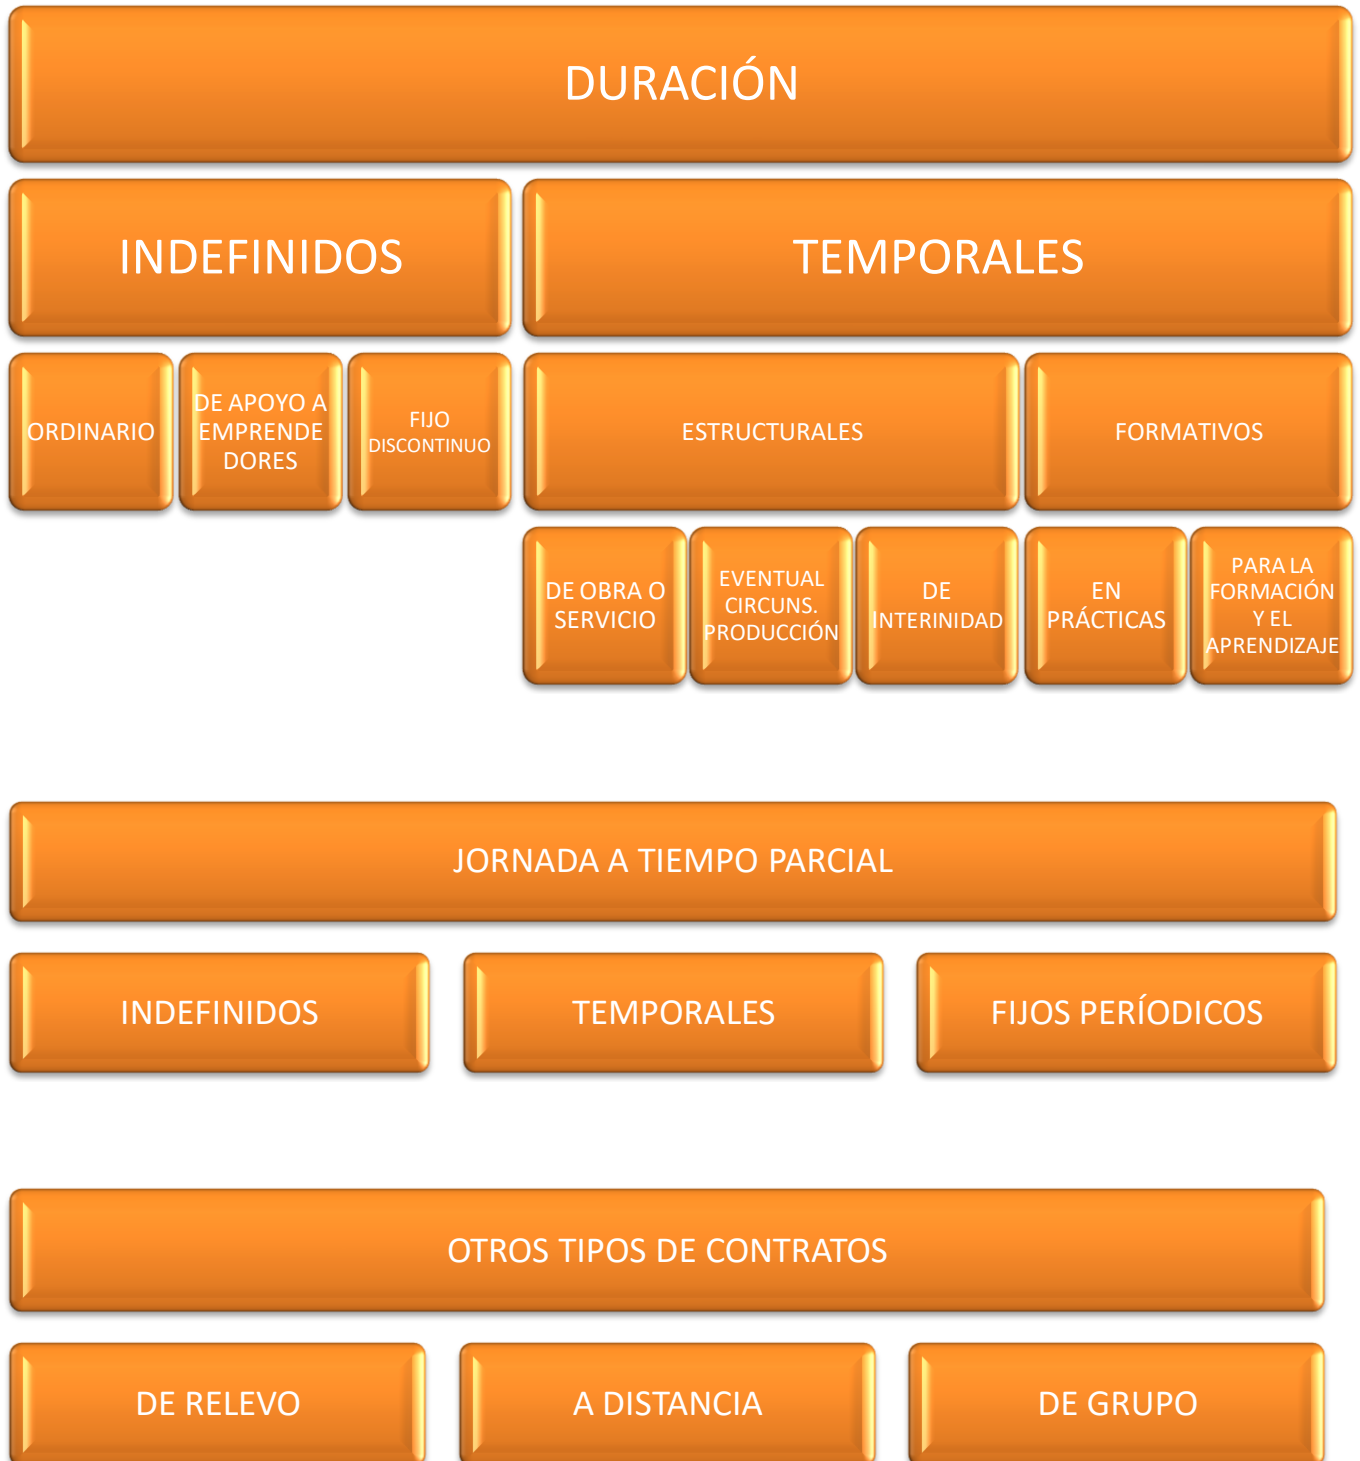 DURACIÓN
INDEFINIDOS
TEMPORALES
ORDINARIO
DE APOYO A
EMPRENDE
DORES
FIJO
DISCONTINUO
ESTRUCTURALES
FORMATIVOS
DE OBRA O
SERVICIO
EVENTUAL
CIRCUNS.
PRODUCCIÓN
DE
INTERINIDAD
EN
PRÁCTICAS
PARA LA
FORMACIÓN
Y EL
APRENDIZAJE
JORNADA A TIEMPO PARCIAL
INDEFINIDOS
TEMPORALES
FIJOS PERÍODICOS
OTROS TIPOS DE CONTRATOS
DE RELEVO
A DISTANCIA
DE GRUPO